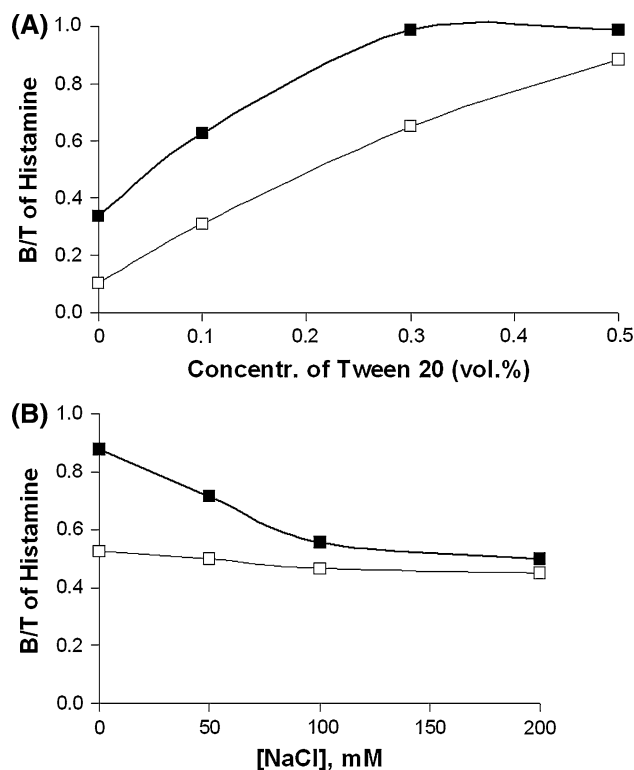 (A)
B/T of Histamine
1.0
0.8
0.6
0.4
0.2
0.0
0 0.1 0.2 0.3 0.4 0.5
Concentr. of Tween 20 (vol.%)
(B)
B/T of Histamine
1.0
0.8
0.6
0.4
0.2
0.0
0 50 100 150 200
[NaCl], mM